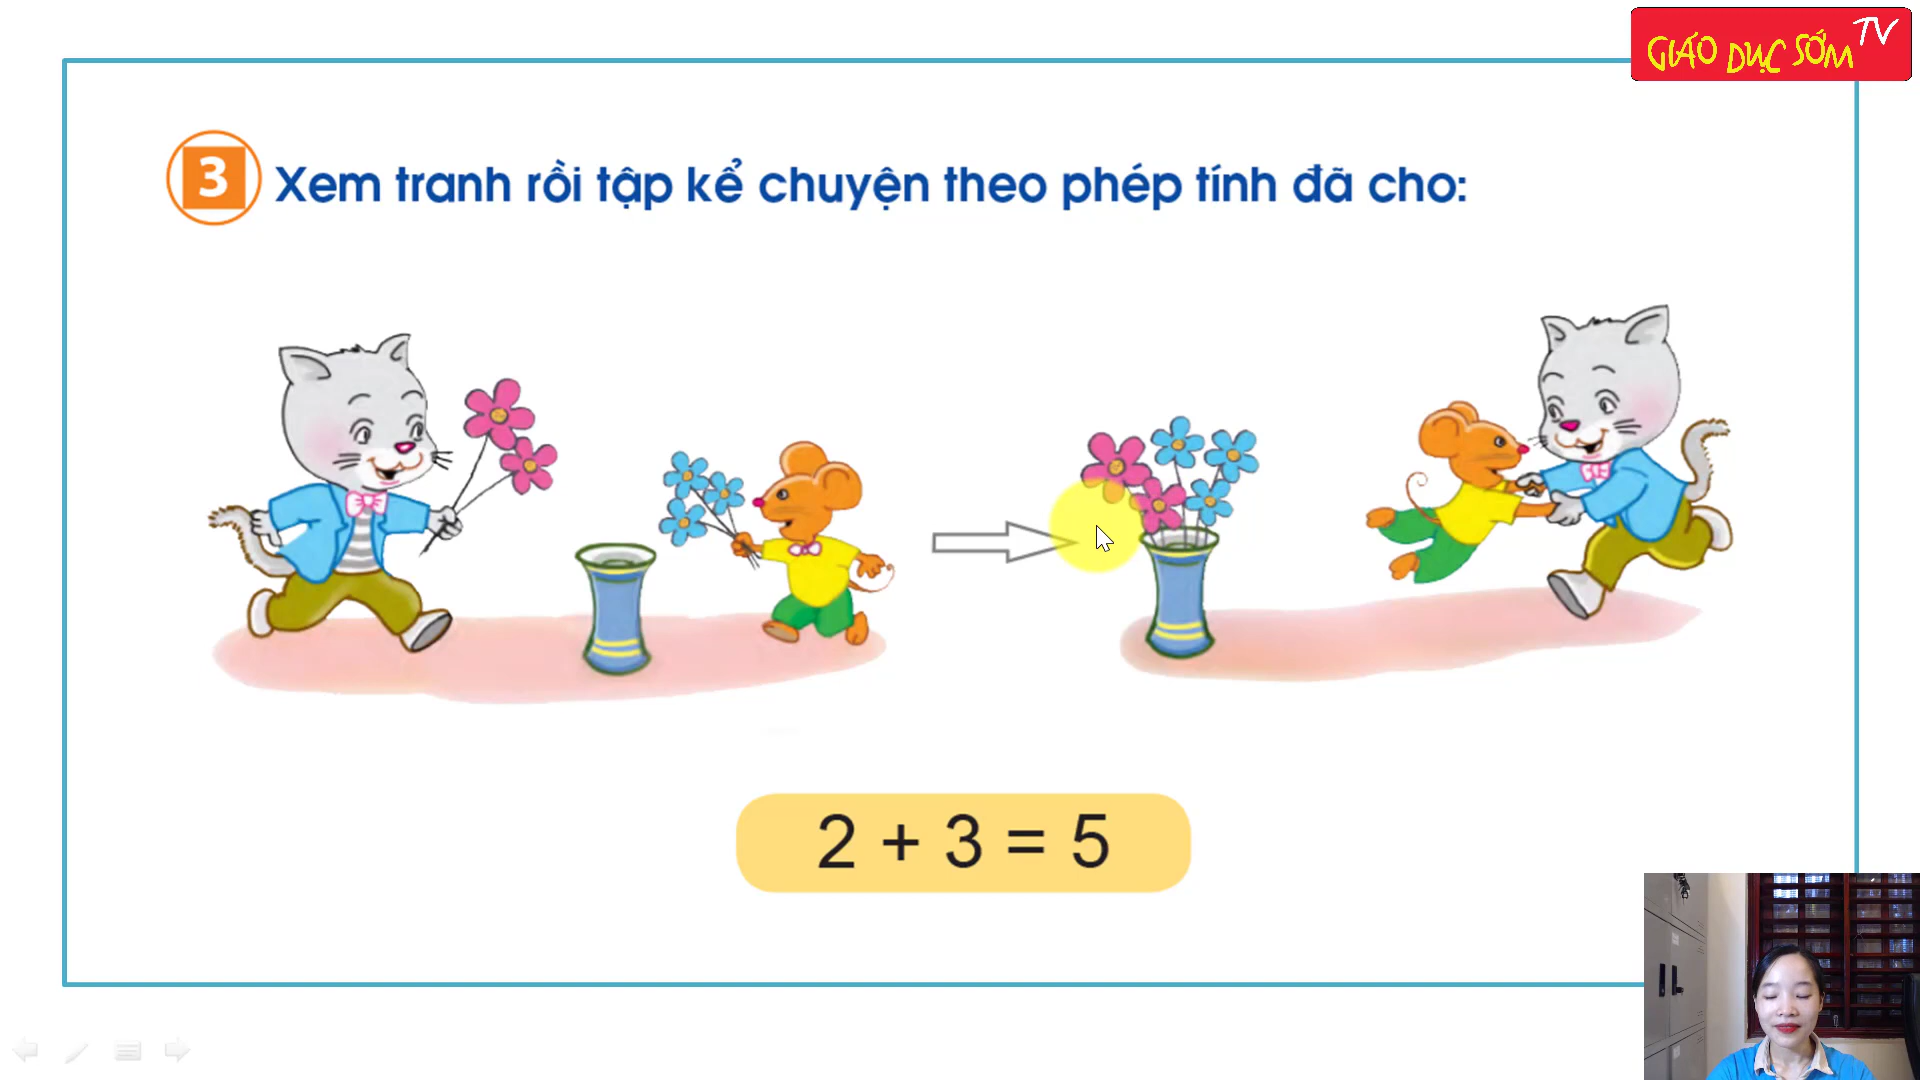 GIÁO DỤC SỚM TV
3 Xem tranh rồi tập kể chuyện theo phép tính đã cho:
2 + 3 = 5